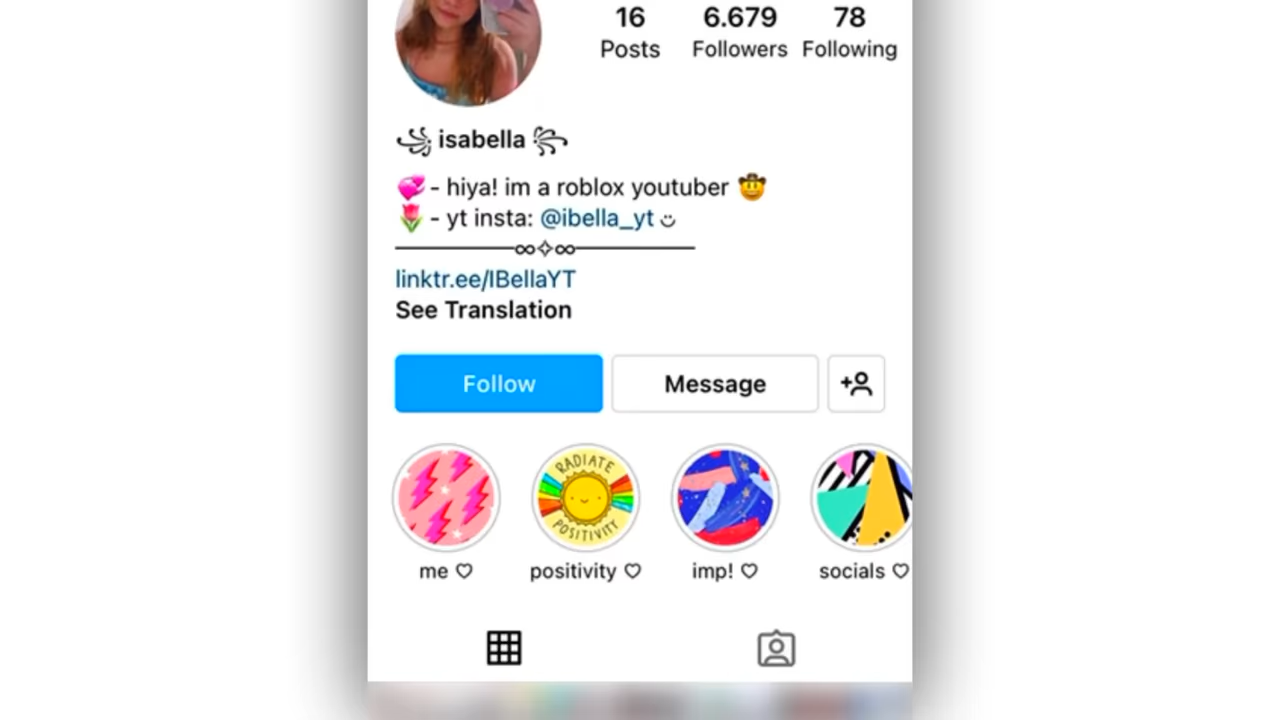 16 6.679 78
Posts Followers Following
꧁ isabella ꧂
💞 - hiya! im a roblox youtuber 🤠
🌷 - yt insta: @ibella_yt ︎ツ
─────∞✧∞─────
linktr.ee/IBellaYT
See Translation
Follow Message
RADIATE
POSITIVITY
me ♡ positivity ♡ imp! ♡ socials ♡